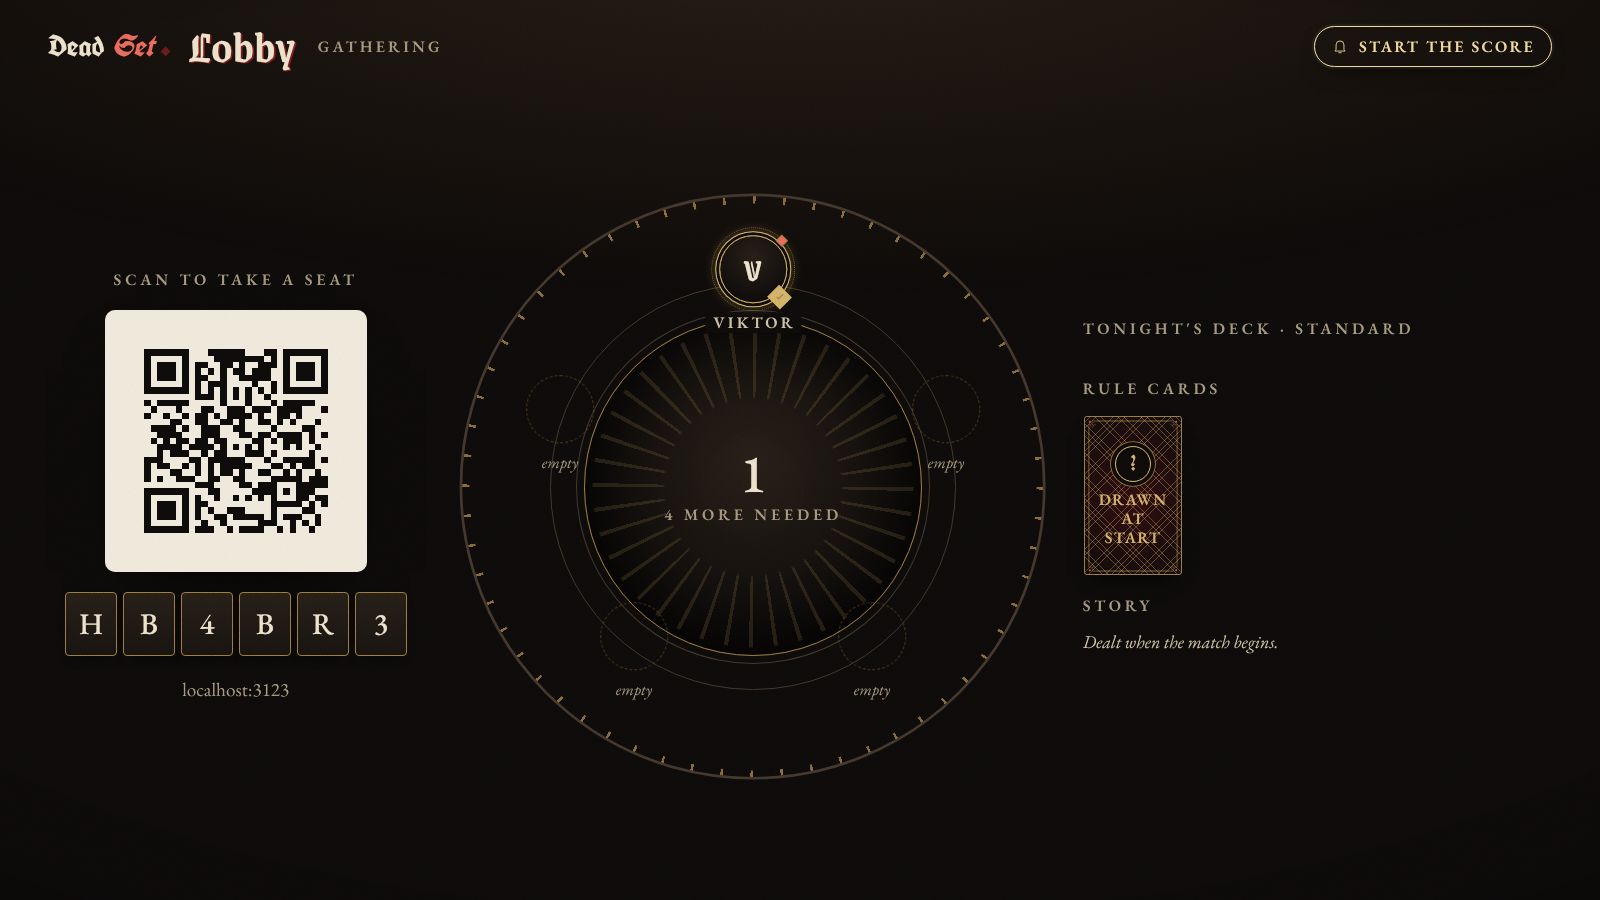 Dead Set Lobby GATHERING
START THE SCORE
SCAN TO TAKE A SEAT
H B 4 B R 3
localhost:3123
V
VIKTOR
empty
empty
1
4 MORE NEEDED
empty
empty
TONIGHT'S DECK · STANDARD
RULE CARDS
?
DRAWN
AT
START
STORY
Dealt when the match begins.